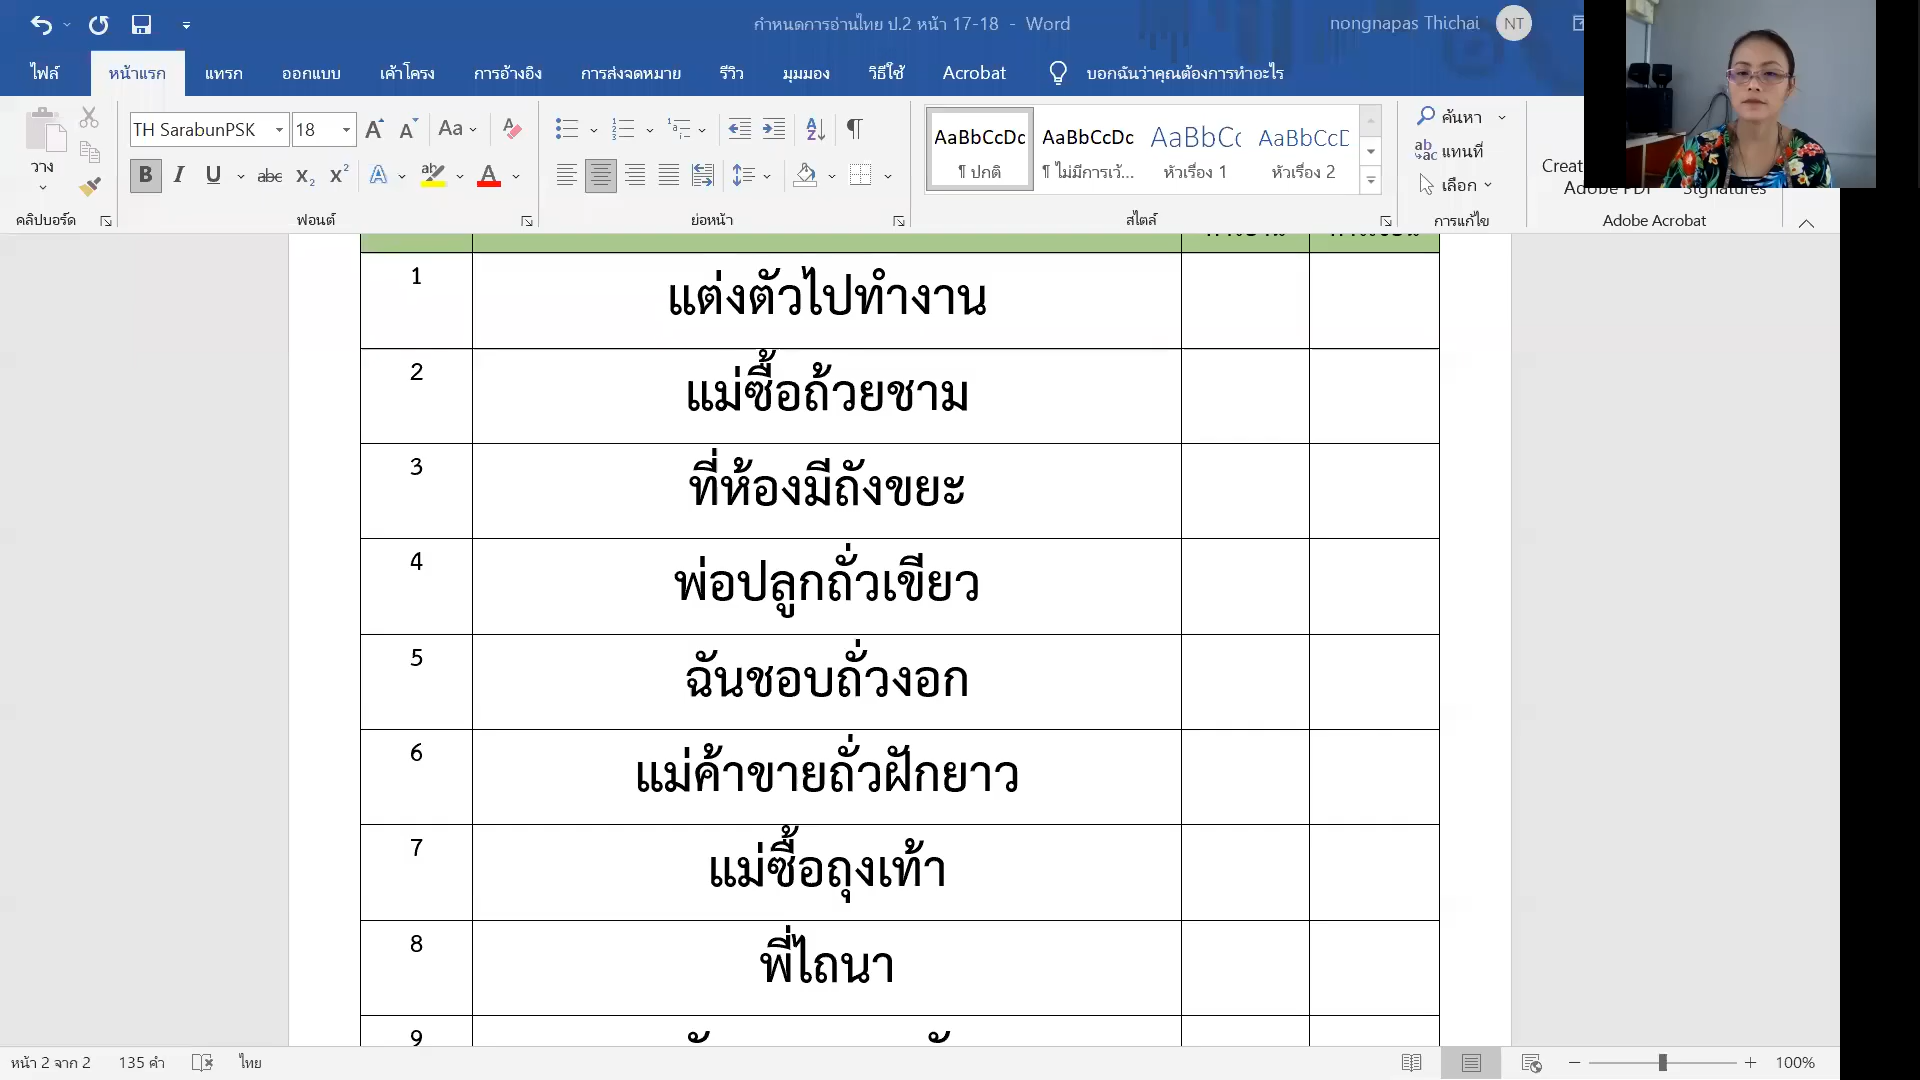 กำหนดการอ่านไทย ป.2 หน้า 17-18 - Word
nongnapas Thichai NT
ไฟล์ หน้าแรก แทรก ออกแบบ เค้าโครง การอ้างอิง การส่งจดหมาย รีวิว มุมมอง วิธีใช้ Acrobat บอกฉันว่าคุณต้องการทำอะไร
วาง
TH SarabunPSK 18
AaBbCcDc AaBbCcDc AaBbCc AaBbCcD
¶ ปกติ ¶ ไม่มีการเว้... หัวเรื่อง 1 หัวเรื่อง 2
ค้นหา
แทนที่
เลือก
คลิปบอร์ด ฟอนต์ ย่อหน้า สไตล์ การแก้ไข Adobe Acrobat
1 แต่งตัวไปทำงาน
2 แม่ซื้อถ้วยชาม
3 ที่ห้องมีถังขยะ
4 พ่อปลูกถั่วเขียว
5 ฉันชอบถั่วงอก
6 แม่ค้าขายถั่วฝักยาว
7 แม่ซื้อถุงเท้า
8 พี่ไถนา
9
หน้า 2 จาก 2 135 คำ ไทย 100%